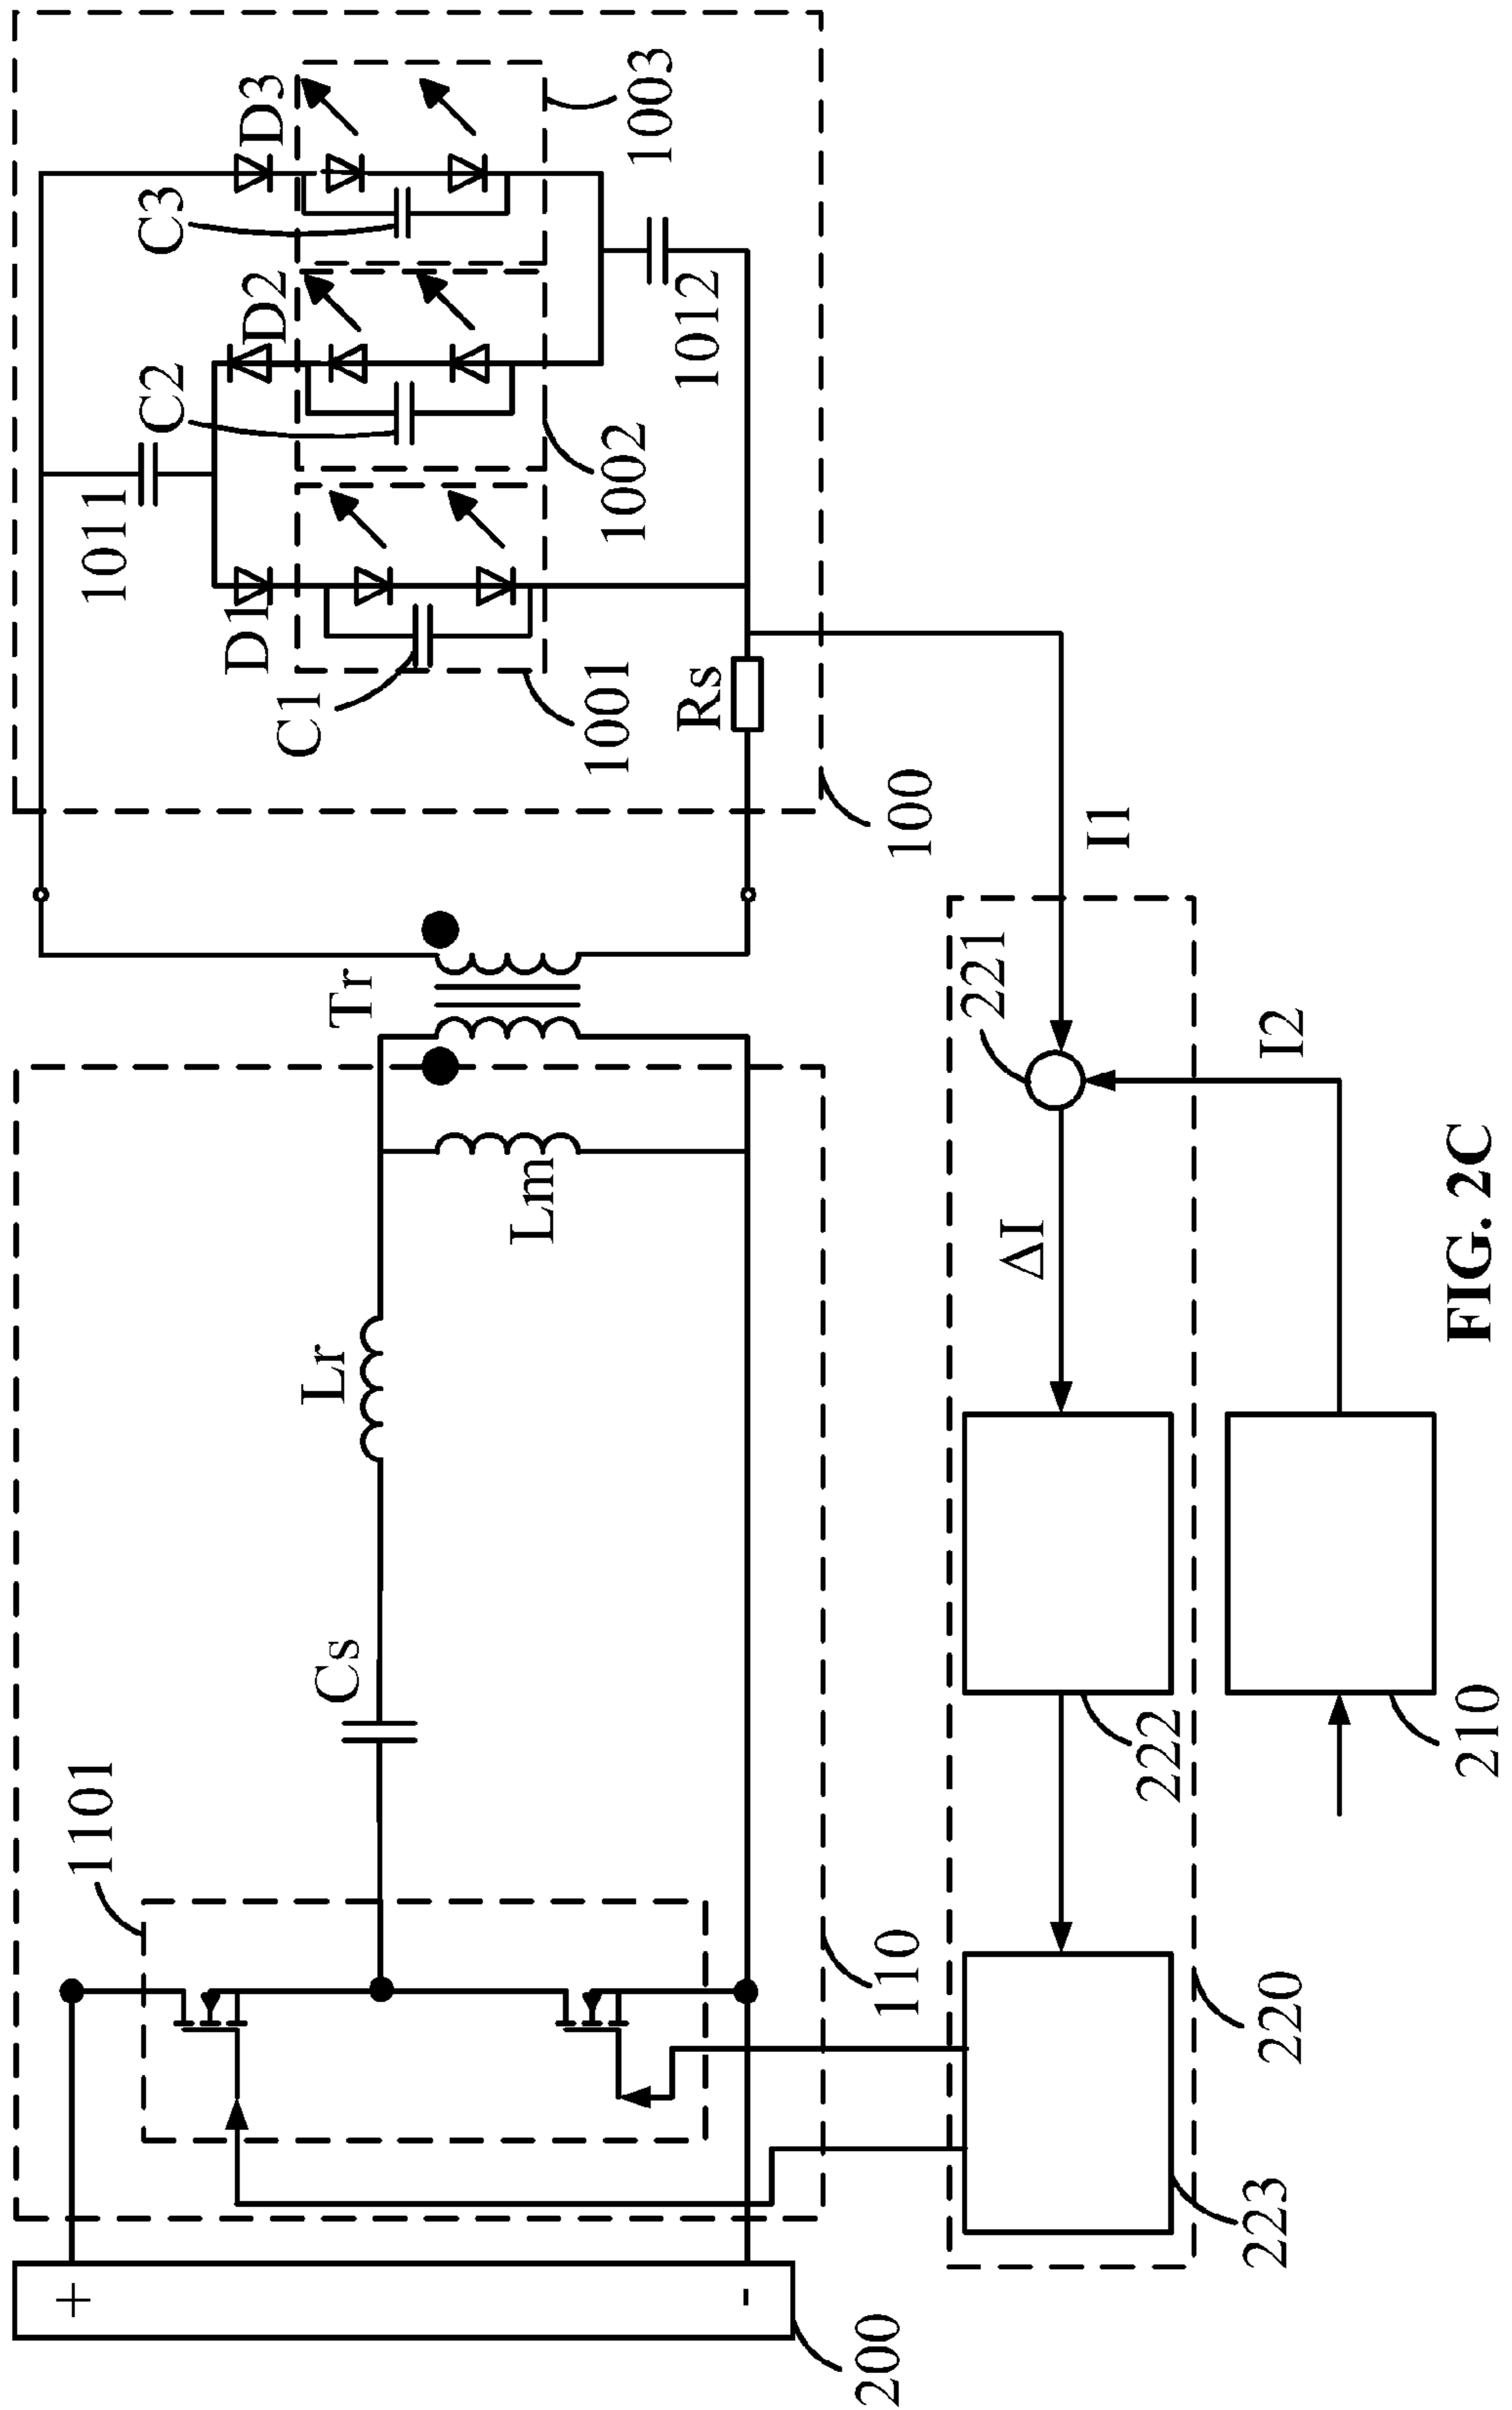 1003
D3
C3
D2
C2
1012
1011
1002
D1
C1
1001
Rs
100
I1
Tr
221
I2
Lm
ΔI
Lr
Cs
1101
222
210
110
220
223
+
-
200
FIG. 2C